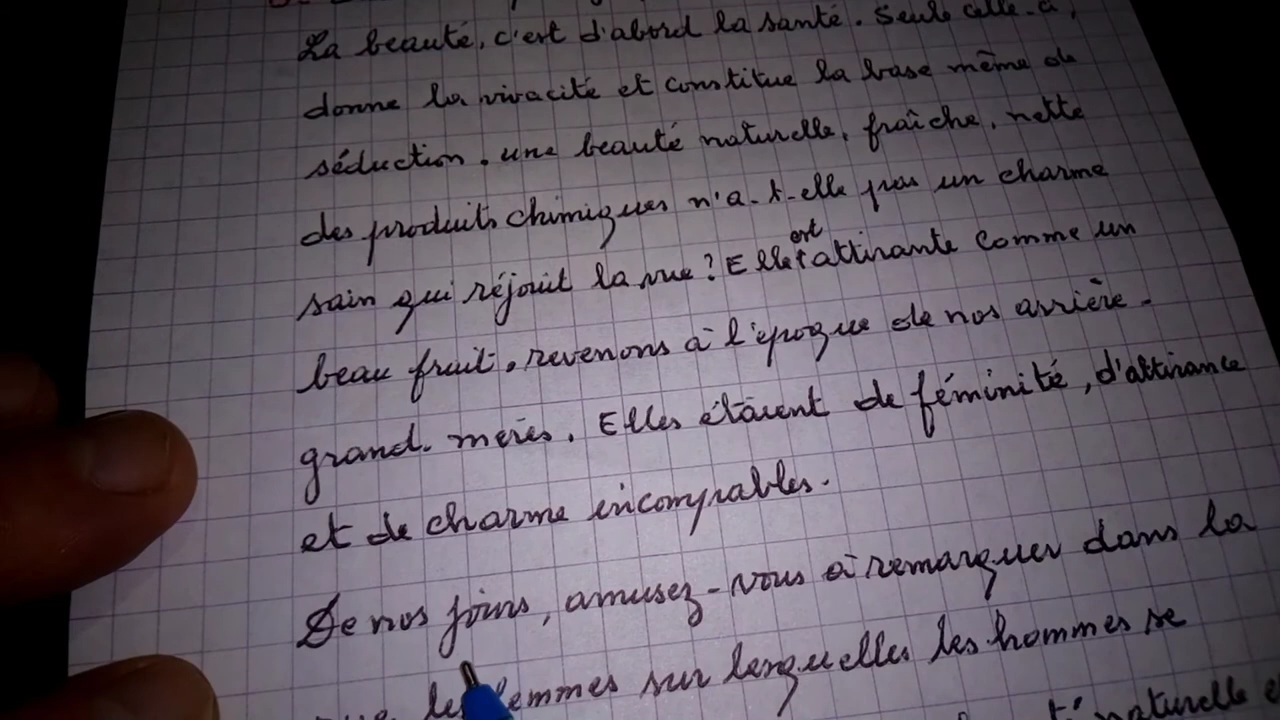 La beauté, c'est d'abord la santé. Seule celle-ci,
donne la vivacité et constitue la base même de
séduction. une beauté naturelle, fraîche, nette
des produits chimiques n'a-t-elle pas un charme
sain qui réjouit la vue? Elle est attirante comme un
beau fruit. revenons à l'époque de nos arrière-
grand-mères. Elles étaient de féminité, d'attirance
et de charme incomprables.
De nos jours, amusez-vous à remarquer dans la
les femmes sur lesquelles les hommes se
naturelle